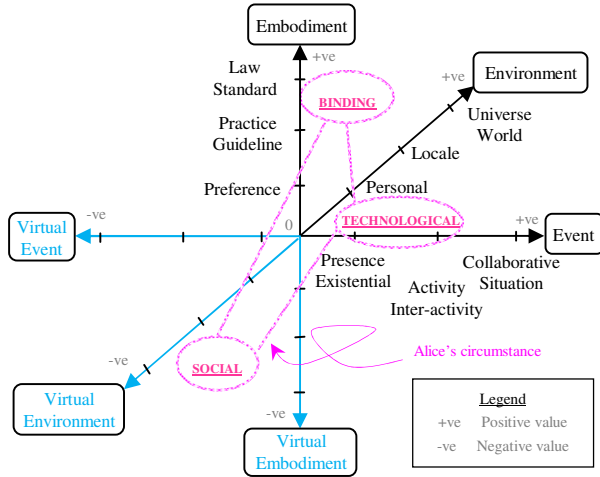 Embodiment
+ve
+ve
Environment
Law
Standard
BINDING
Universe
World
Practice
Guideline
Locale
Preference
Personal
-ve
0
TECHNOLOGICAL
+ve
Virtual
Event
Event
Presence
Existential
Collaborative
Situation
Activity
Inter-activity
-ve
SOCIAL
Alice's circumstance
Virtual
Environment
-ve
Virtual
Embodiment
Legend
+ve Positive value
-ve Negative value